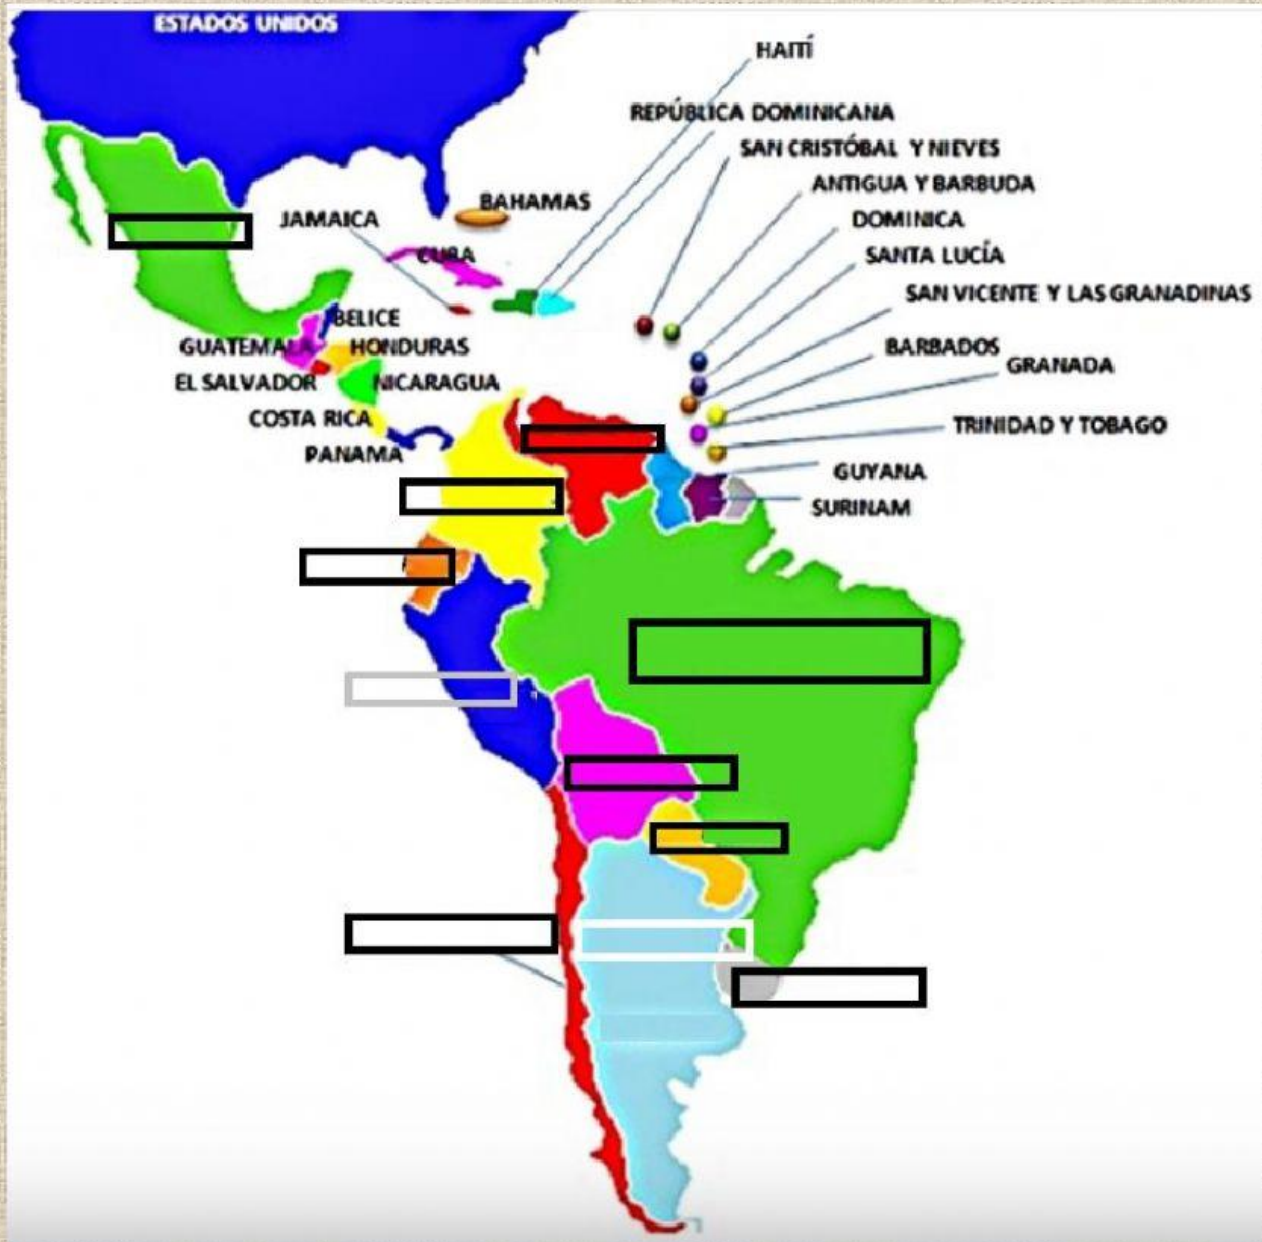 ESTADOS UNIDOS
HAITÍ
REPÚBLICA DOMINICANA
SAN CRISTÓBAL Y NIEVES
ANTIGUA Y BARBUDA
BAHAMAS
JAMAICA
DOMINICA
CUBA
SANTA LUCÍA
SAN VICENTE Y LAS GRANADINAS
BELICE
GUATEMALA
HONDURAS
BARBADOS
GRANADA
EL SALVADOR
NICARAGUA
COSTA RICA
TRINIDAD Y TOBAGO
PANAMÁ
GUYANA
SURINAM